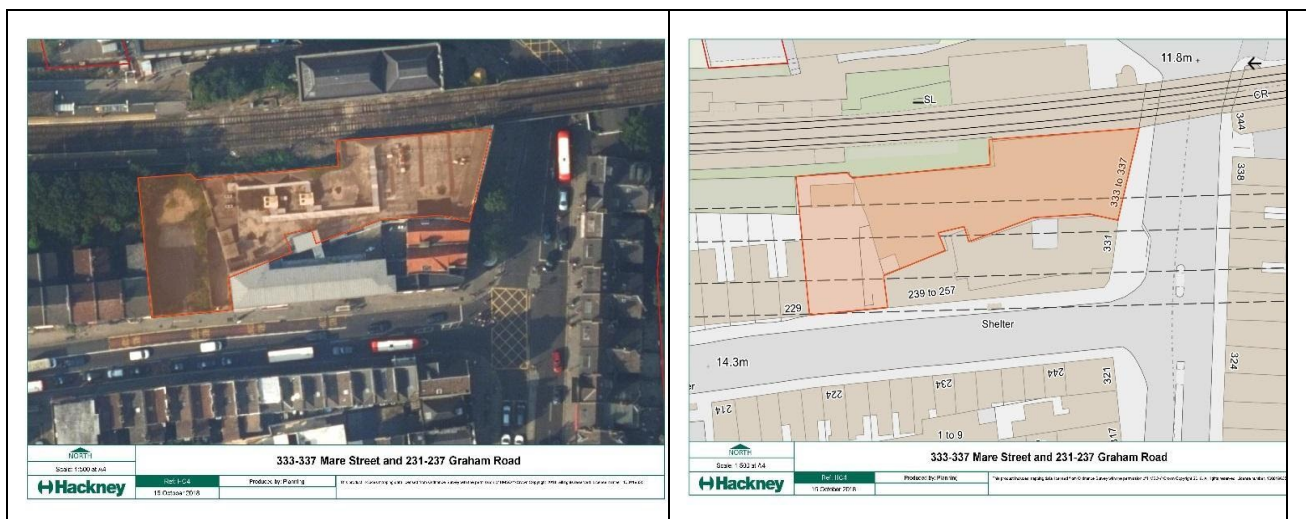 NORTH
Scale: 1:500 at A4
Hackney
333-337 Mare Street and 231-237 Graham Road
Ref: HC4
Produced by: Planning
15 October 2018
11.8m
SL
CR
344
338
333 to 337
331
239 to 257
229
Shelter
324
14.3m
321
244
234
224
214
1 to 9
317
NORTH
Scale: 1:500 at A4
Hackney
333-337 Mare Street and 231-237 Graham Road
Ref: HC4
Produced by: Planning
15 October 2018